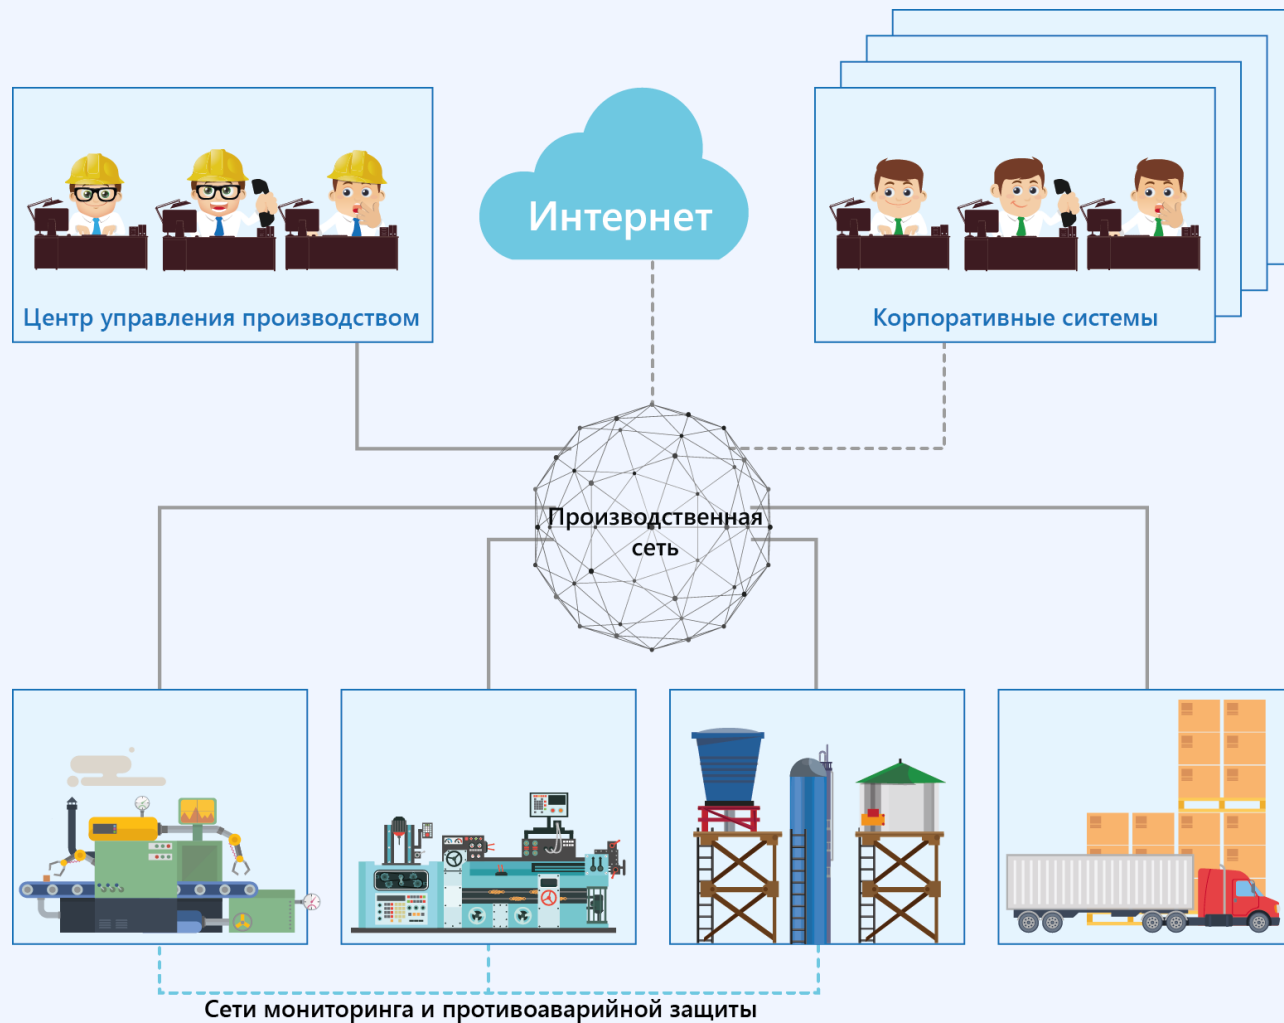 Интернет
Центр управления производством
Корпоративные системы
Производственная
сеть
Сети мониторинга и противоаварийной защиты